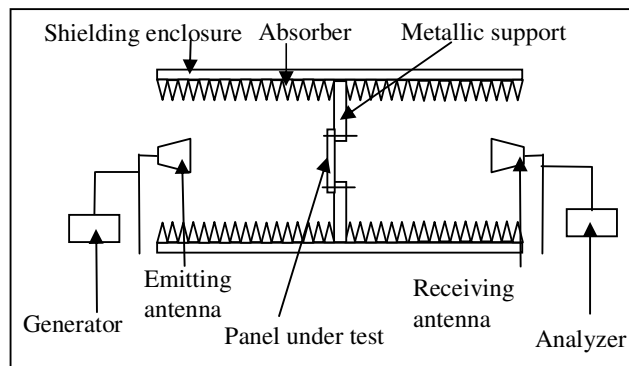 Shielding enclosure Absorber Metallic support
Emitting
antenna
Receiving
antenna
Generator
Panel under test
Analyzer